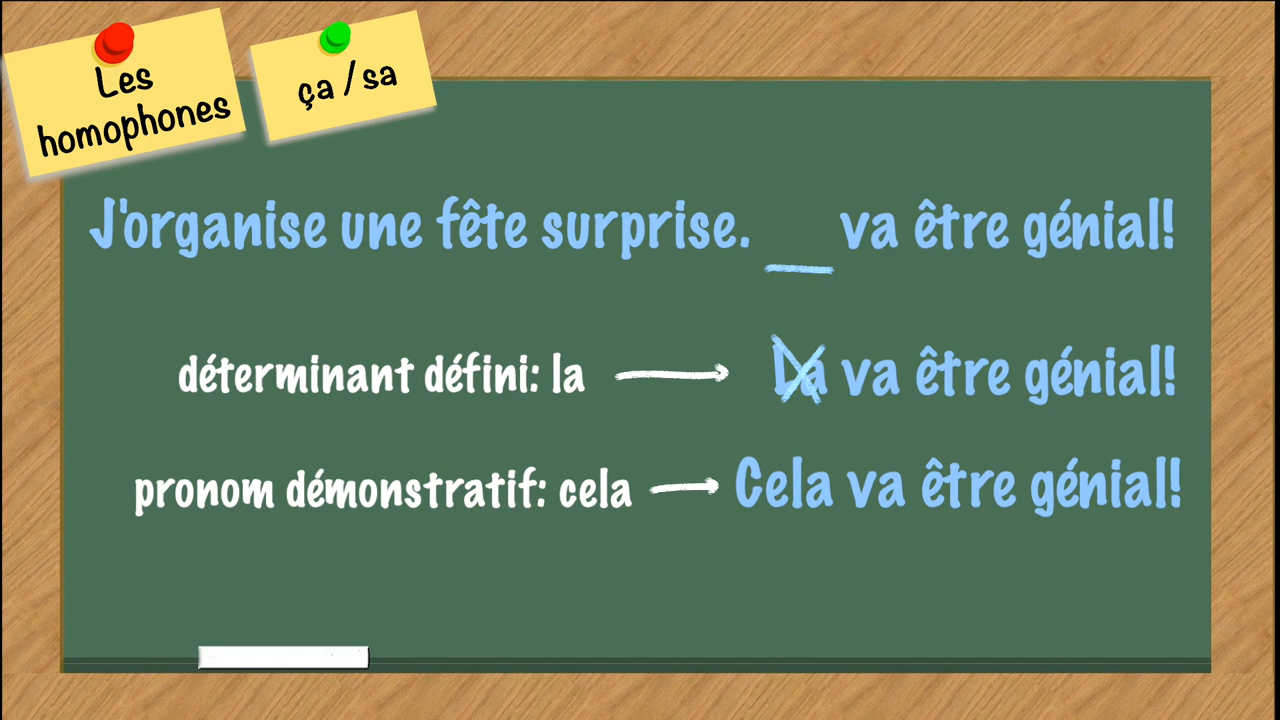 Les
homophones
ça / sa
J'organise une fête surprise. __ va être génial!
déterminant défini: la → La va être génial!
pronom démonstratif: cela → Cela va être génial!